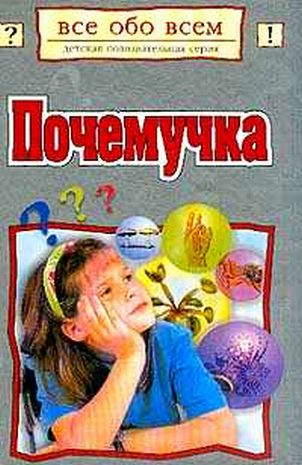 ? все обо всем !
детская познавательная серия
?
Почемучка
? ? ?